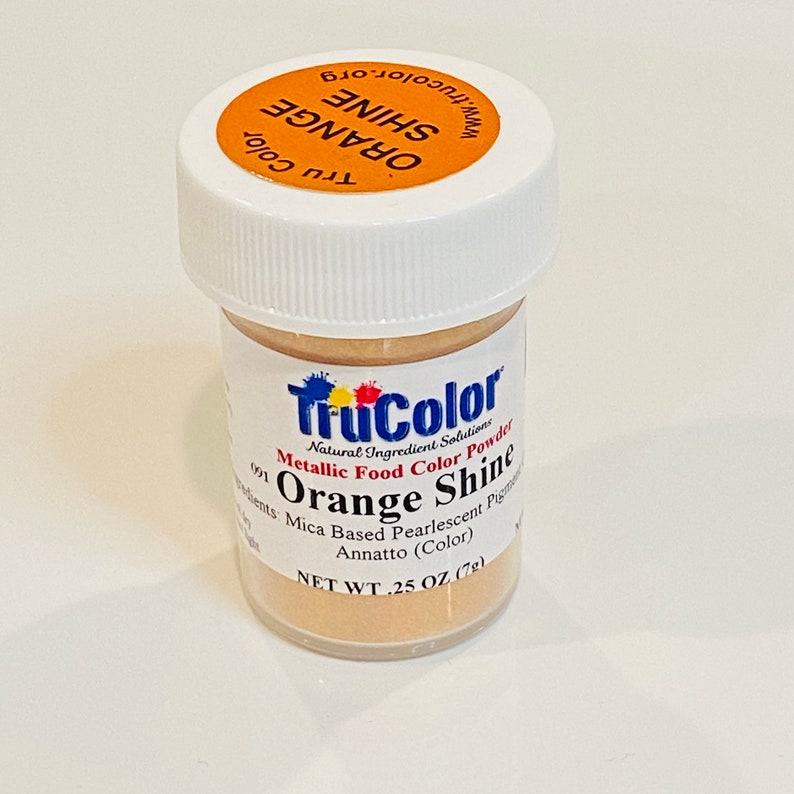 Tru Color
ORANGE
SHINE
www.trucolor.org
TruColor
Natural Ingredient Solutions
Metallic Food Color Powder
091 Orange Shine
Mica Based Pearlescent Pigment
Annatto (Color)
NET WT .25 OZ (7g)